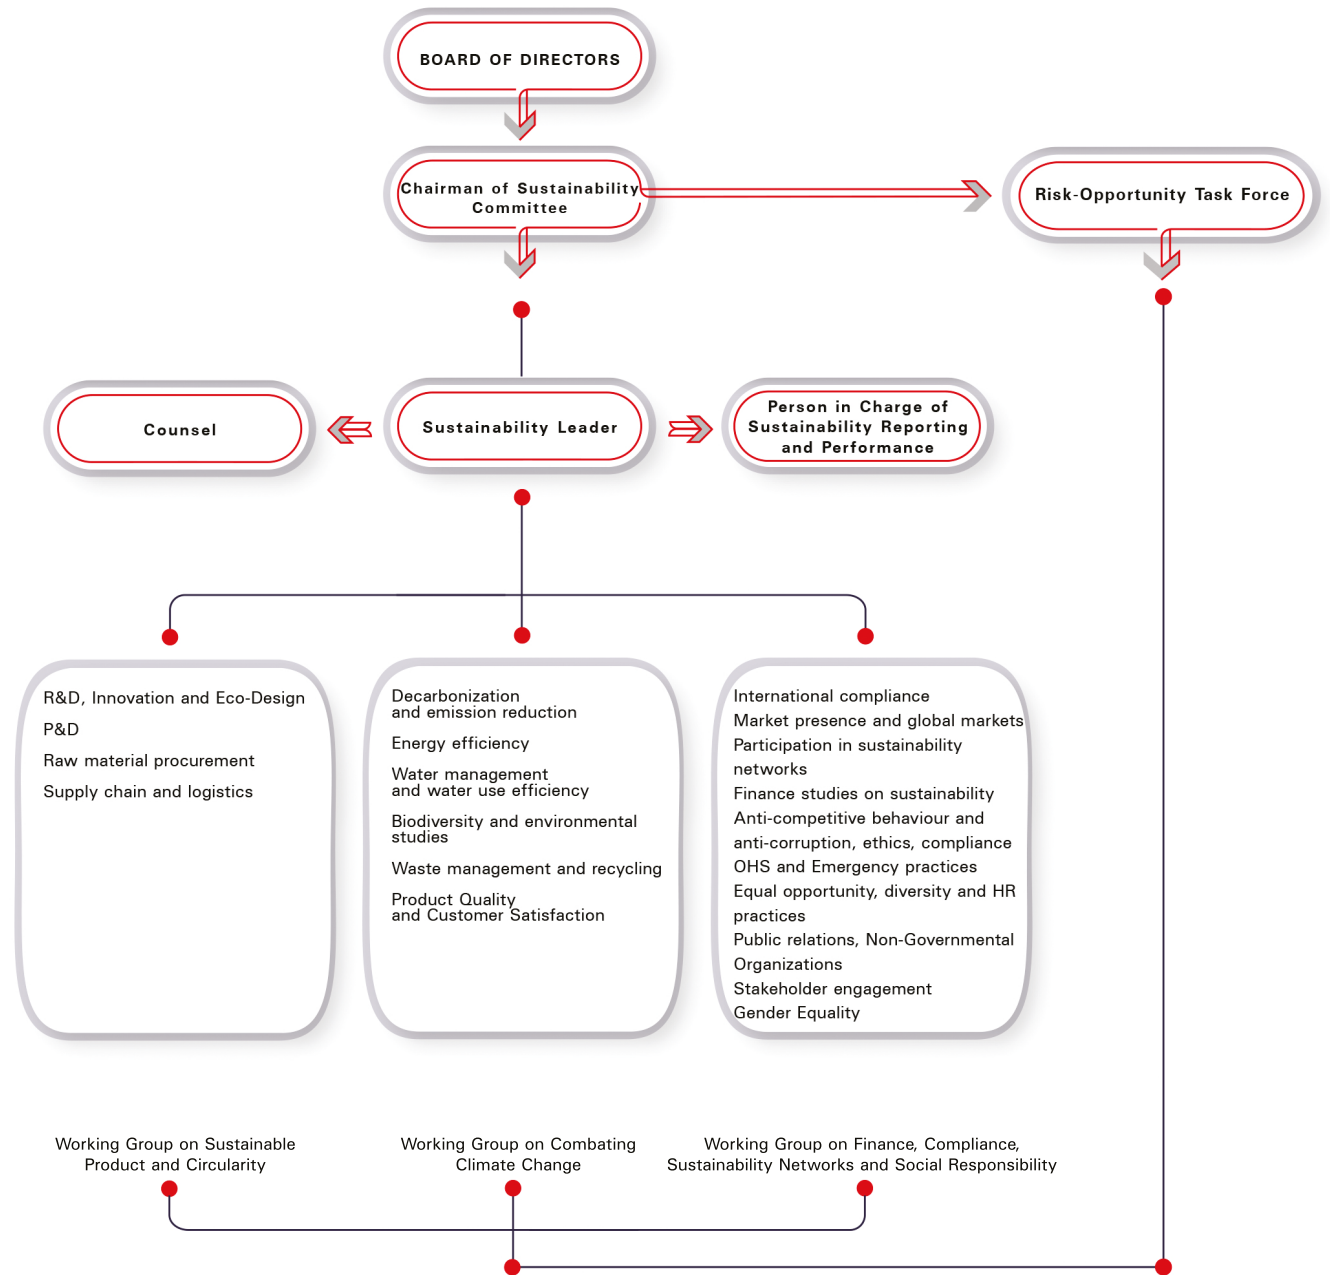 BOARD OF DIRECTORS
Chairman of Sustainability
Committee
Risk-Opportunity Task Force
Counsel
Sustainability Leader
Person in Charge of
Sustainability Reporting
and Performance
R&D, Innovation and Eco-Design
P&D
Raw material procurement
Supply chain and logistics
Decarbonization
and emission reduction
Energy efficiency
Water management
and water use efficiency
Biodiversity and environmental
studies
Waste management and recycling
Product Quality
and Customer Satisfaction
International compliance
Market presence and global markets
Participation in sustainability
networks
Finance studies on sustainability
Anti-competitive behaviour and
anti-corruption, ethics, compliance
OHS and Emergency practices
Equal opportunity, diversity and HR
practices
Public relations, Non-Governmental
Organizations
Stakeholder engagement
Gender Equality
Working Group on Sustainable
Product and Circularity
Working Group on Combating
Climate Change
Working Group on Finance, Compliance,
Sustainability Networks and Social Responsibility